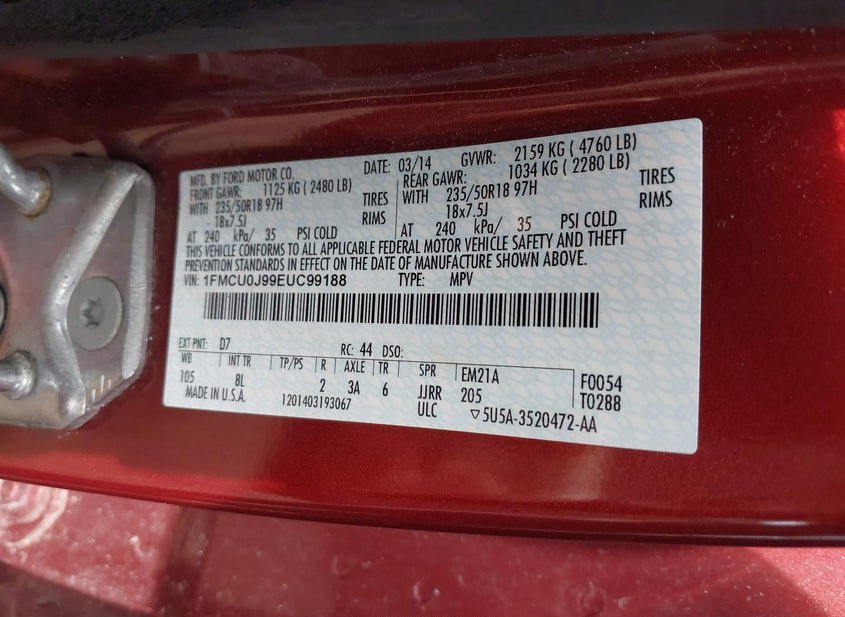 MFD. BY FORD MOTOR CO. DATE: 03/14 GVWR: 2159 KG ( 4760 LB)
FRONT GAWR: 1125 KG ( 2480 LB) REAR GAWR: 1034 KG ( 2280 LB)
WITH 235/50R18 97H TIRES WITH 235/50R18 97H TIRES
- 18x7.5J RIMS 18x7.5J RIMS
AT 240 kPa/ 35 PSI COLD AT 240 kPa/ 35 PSI COLD
THIS VEHICLE CONFORMS TO ALL APPLICABLE FEDERAL MOTOR VEHICLE SAFETY AND THEFT
PREVENTION STANDARDS IN EFFECT ON THE DATE OF MANUFACTURE SHOWN ABOVE.
VIN: 1FMCU0J99EUC99188 TYPE: MPV
EXT PNT: D7 RC: 44 DSO:
WB INT TR TP/PS R AXLE TR SPR EM21A F0054
105 8L 2 3A 6 JJRR 205 T0288
MADE IN U.S.A. 1201403193067 ULC ▽5U5A-3520472-AA